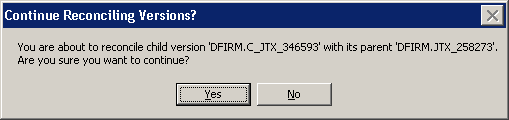 Continue Reconciling Versions?
You are about to reconcile child version 'DFIRM.C_JTX_346593' with its parent 'DFIRM.JTX_258273'.
Are you sure you want to continue?
Yes No